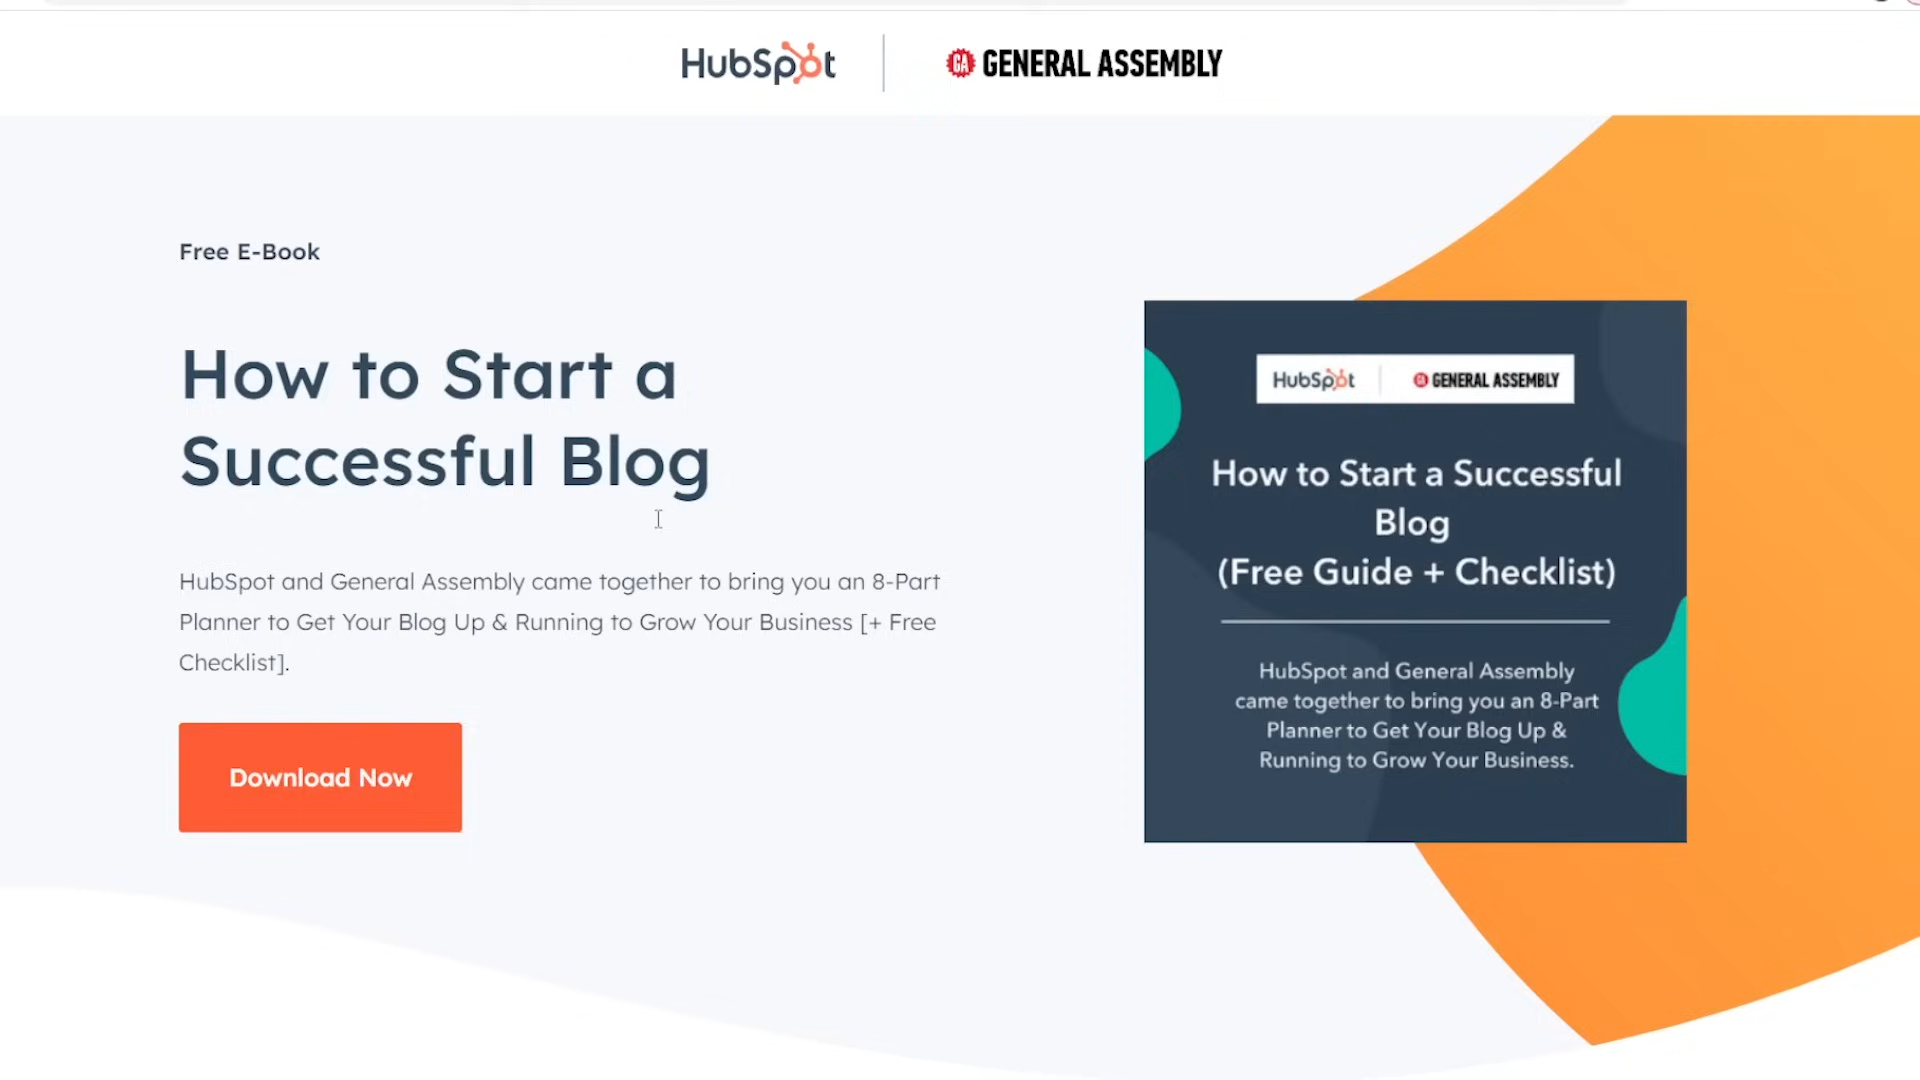 HubSpot
GA GENERAL ASSEMBLY
Free E-Book
How to Start a
Successful Blog
HubSpot and General Assembly came together to bring you an 8-Part
Planner to Get Your Blog Up & Running to Grow Your Business [+ Free
Checklist].
Download Now
HubSpot
GA GENERAL ASSEMBLY
How to Start a Successful
Blog
(Free Guide + Checklist)
HubSpot and General Assembly
came together to bring you an 8-Part
Planner to Get Your Blog Up &
Running to Grow Your Business.